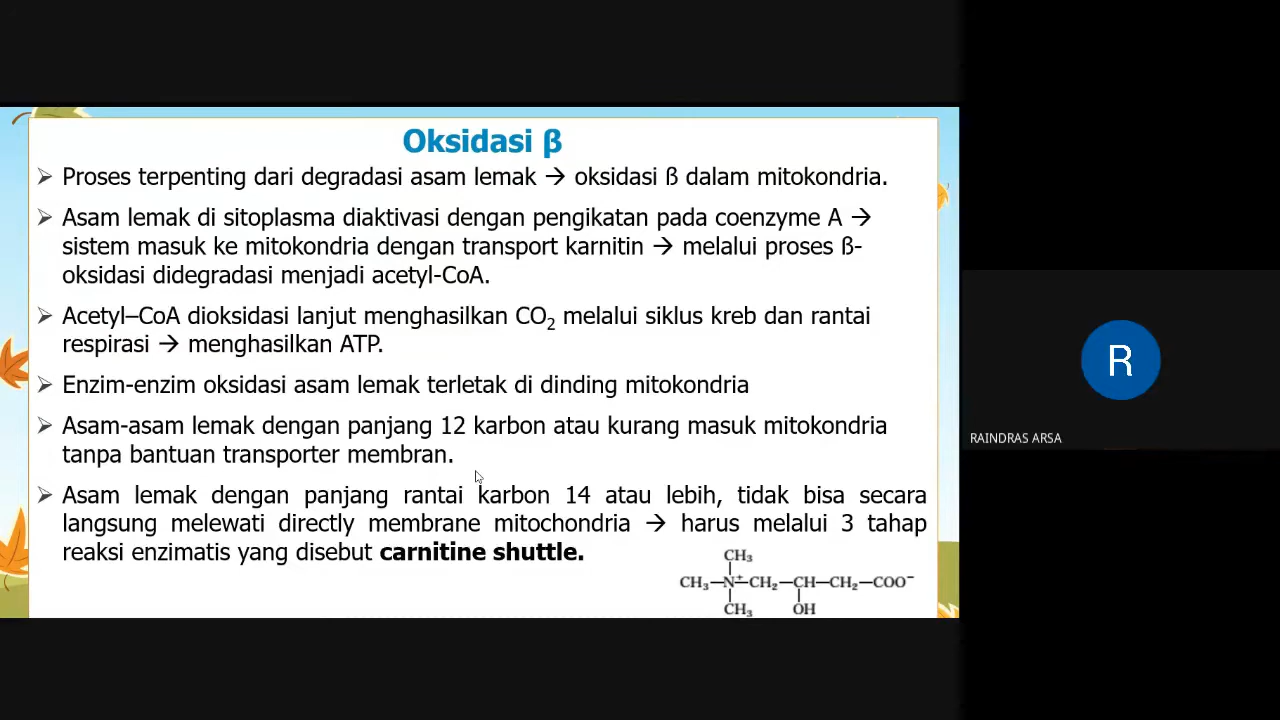 Oksidasi β
➢ Proses terpenting dari degradasi asam lemak → oksidasi ß dalam mitokondria.
➢ Asam lemak di sitoplasma diaktivasi dengan pengikatan pada coenzyme A →
sistem masuk ke mitokondria dengan transport karnitin → melalui proses ß-
oksidasi didegradasi menjadi acetyl-CoA.
➢ Acetyl–CoA dioksidasi lanjut menghasilkan CO₂ melalui siklus kreb dan rantai
respirasi → menghasilkan ATP.
➢ Enzim-enzim oksidasi asam lemak terletak di dinding mitokondria
➢ Asam-asam lemak dengan panjang 12 karbon atau kurang masuk mitokondria
tanpa bantuan transporter membran.
➢ Asam lemak dengan panjang rantai karbon 14 atau lebih, tidak bisa secara
langsung melewati directly membrane mitochondria → harus melalui 3 tahap
reaksi enzimatis yang disebut carnitine shuttle.
CH₃
CH₃—N⁺—CH₂—CH—CH₂—COO⁻
CH₃ OH
R
RAINDRAS ARSA